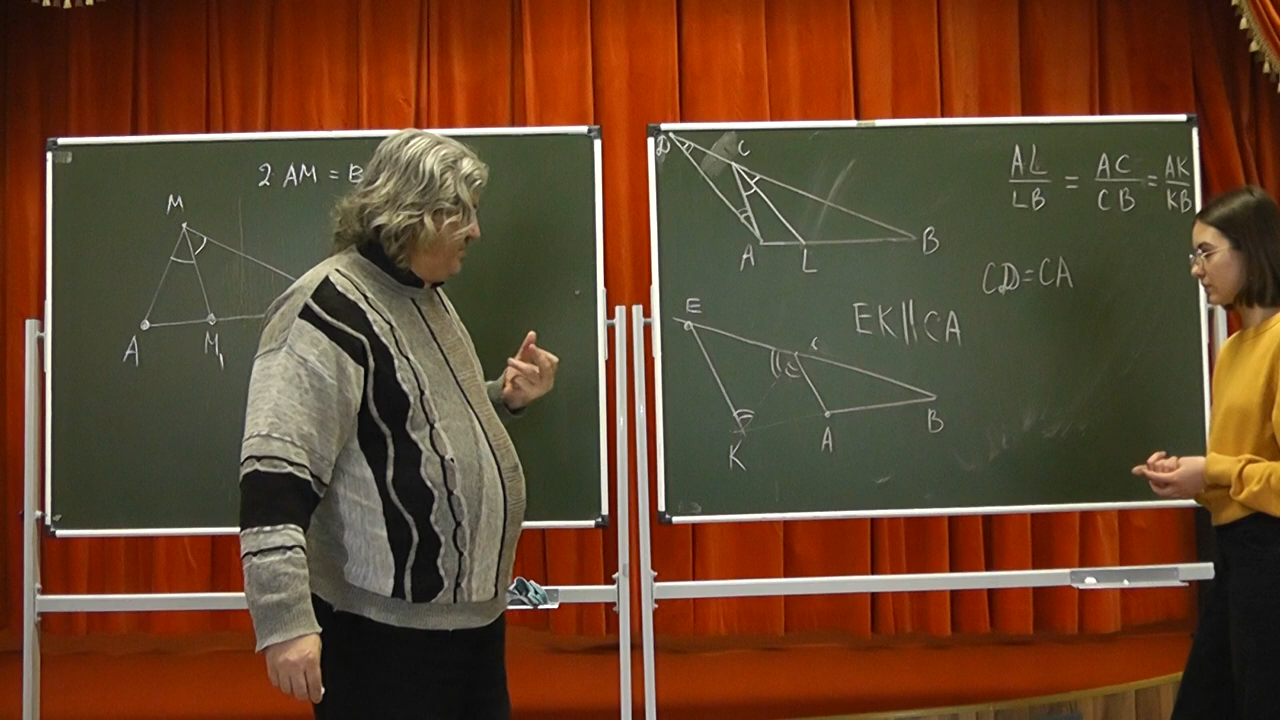 2 AM = B
M
A M₁
D C
A L B
AL/LB = AC/CB = AK/KB
CD=CA
E
EK||CA
C
K A B